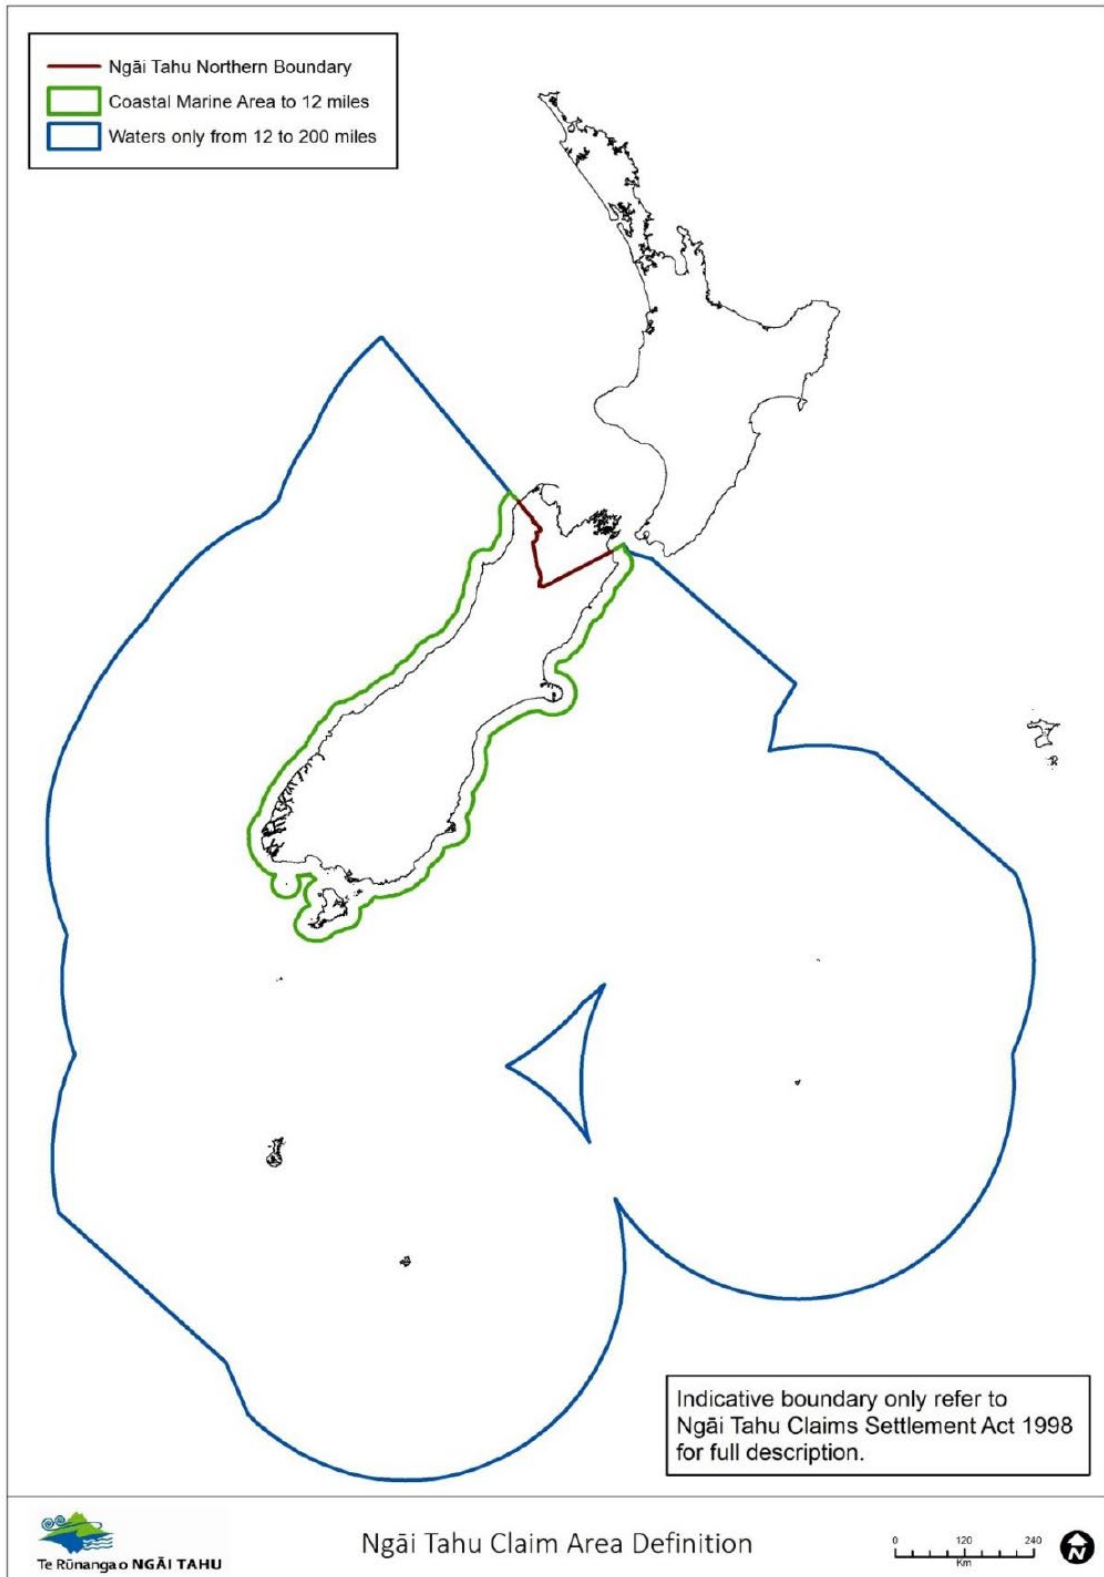 Ngāi Tahu Northern Boundary
Coastal Marine Area to 12 miles
Waters only from 12 to 200 miles
Indicative boundary only refer to
Ngāi Tahu Claims Settlement Act 1998
for full description.
Te Rūnanga o NGĀI TAHU
Ngāi Tahu Claim Area Definition
0 120 240
Km
N